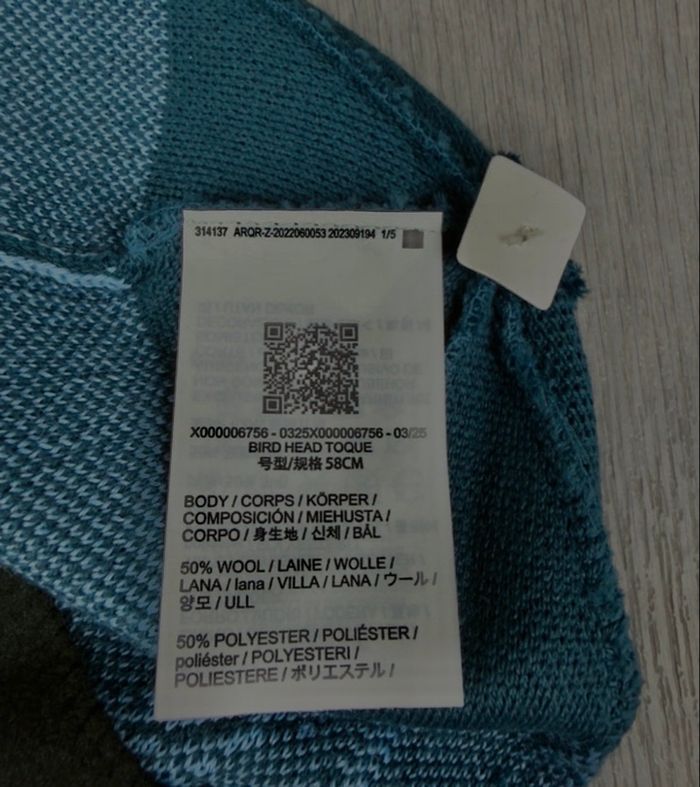 314137 ARQR-Z-2022060053 202309194 1/5
X000006756 - 0325X000006756 - 03/25
BIRD HEAD TOQUE
号型/规格 58CM
BODY / CORPS / KÖRPER /
COMPOSICIÓN / MIEHUSTA /
CORPO / 身生地 / 신체 / BÅL
50% WOOL / LAINE / WOLLE /
LANA / lana / VILLA / LANA / ウール /
양모 / ULL
50% POLYESTER / POLIÉSTER /
poliéster / POLYESTERI /
POLIESTERE / ポリエステル /